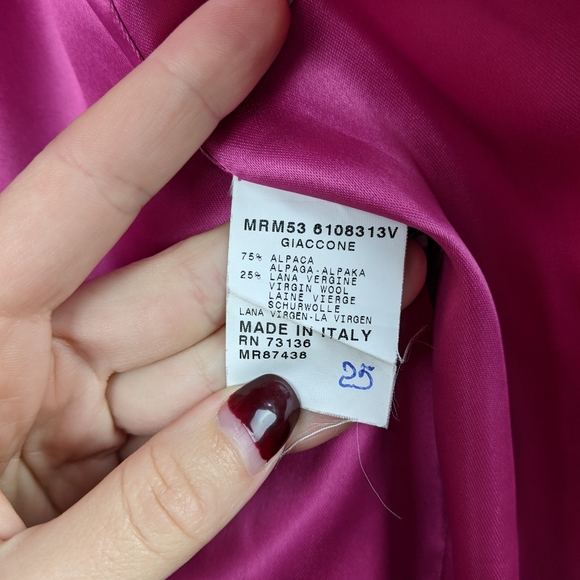 MRM53 6108313V
GIACCONE
75% ALPACA
ALPAGA-ALPAKA
25% LANA VERGINE
VIRGIN WOOL
LAINE VIERGE
SCHURWOLLE
LANA VIRGEN-LA VIRGEN
MADE IN ITALY
RN 73136
MR87438
25